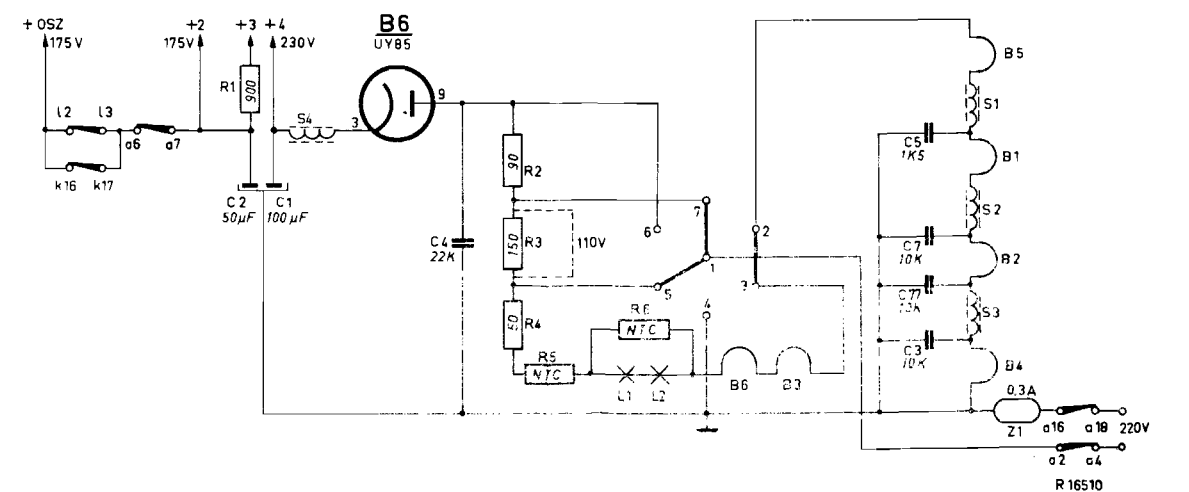 + OSZ
175 V
+2
175V
+3
+4
230V
B6
UY85
R1
900
9
3
S4
l2
l3
a6
a7
k16
k17
C2
50µF
C1
100µF
C4
22K
R2
90
R3
150
110V
R4
50
R5
NTC
R6
NTC
L1
L2
B6
B3
6
7
1
5
4
2
3
B5
S1
C5
1K5
B1
S2
C7
10K
B2
C77
10K
S3
C3
10K
B4
0,3A
Z1
a16
a18
220V
a2
a4
R 16510